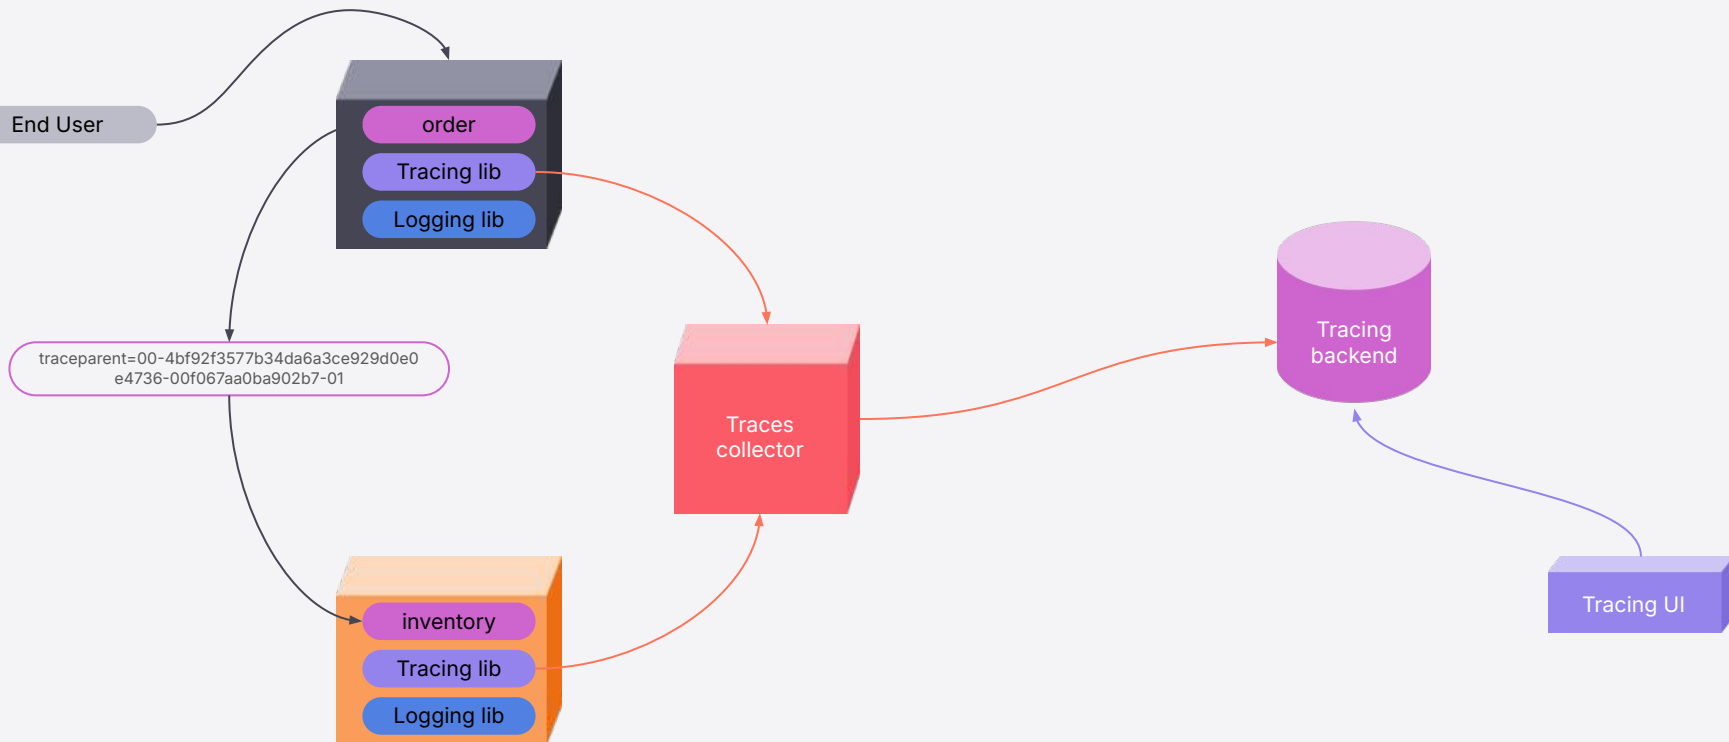 End User
order
Tracing lib
Logging lib
traceparent=00-4bf92f3577b34da6a3ce929d0e0
e4736-00f067aa0ba902b7-01
Traces
collector
Tracing
backend
inventory
Tracing lib
Logging lib
Tracing UI